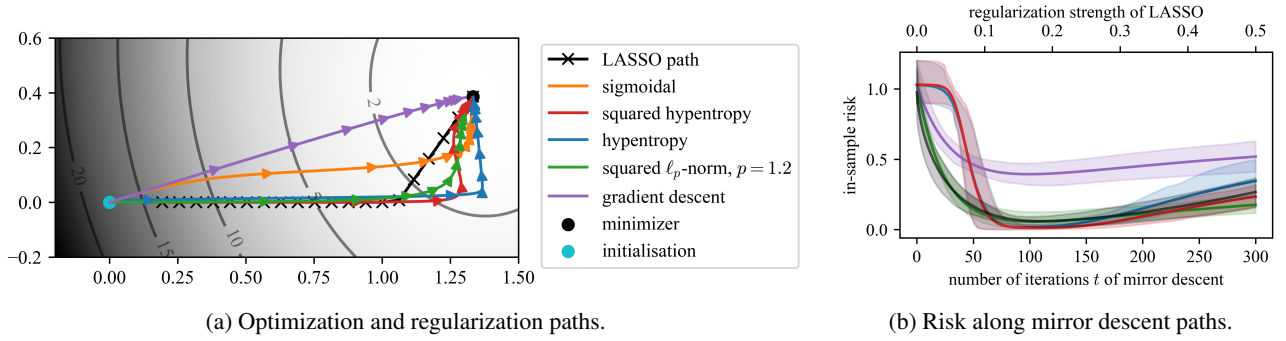 0.6
0.4
0.2
0.0
−0.2
0.00
0.25
0.50
0.75
1.00
1.25
1.50
20
15
10
2
LASSO path
sigmoidal
squared hypentropy
hypentropy
squared ℓp-norm, p = 1.2
gradient descent
minimizer
initialisation
(a) Optimization and regularization paths.
regularization strength of LASSO
0.0 0.1 0.2 0.3 0.4 0.5
in-sample risk
1.0
0.5
0.0
0 50 100 150 200 250 300
number of iterations t of mirror descent
(b) Risk along mirror descent paths.